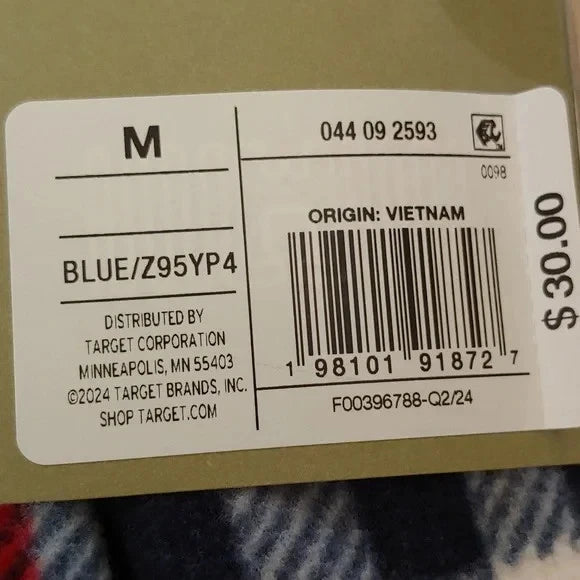 M
BLUE/Z95YP4
DISTRIBUTED BY
TARGET CORPORATION
MINNEAPOLIS, MN 55403
©2024 TARGET BRANDS, INC.
SHOP TARGET.COM
044 09 2593
0098
ORIGIN: VIETNAM
1 98101 91872 7
F00396788-Q2/24
$30.00